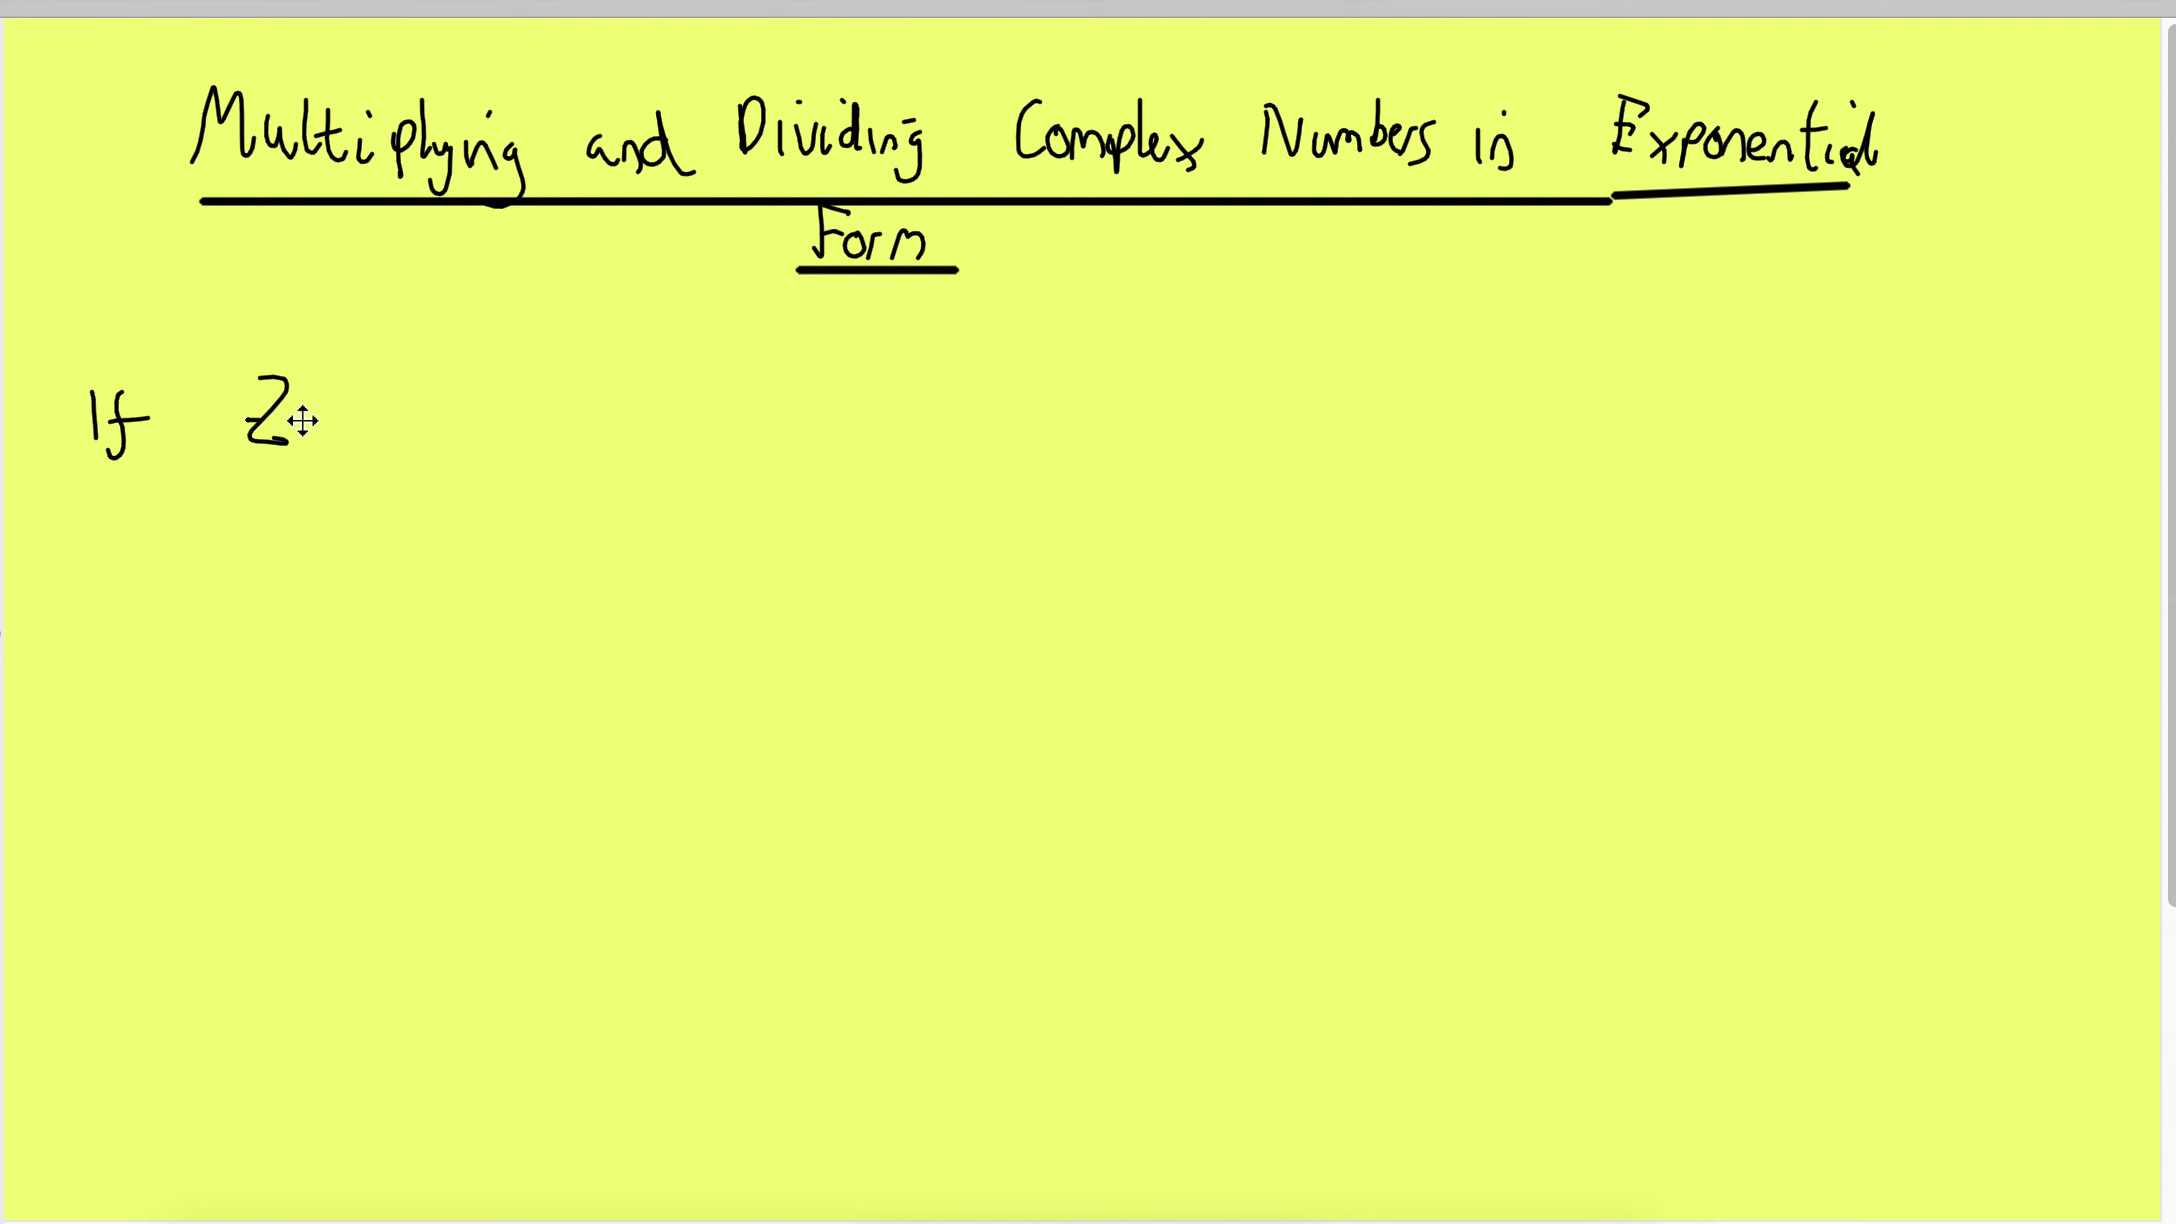 Multiplying and Dividing Complex Numbers in Exponential
Form
If Z